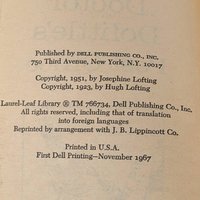 Published by DELL PUBLISHING CO., INC.
750 Third Avenue, New York, N.Y. 10017
Copyright, 1951, by Josephine Lofting
Copyright, 1923, by Hugh Lofting
Laurel-Leaf Library ® TM 766734, Dell Publishing Co., Inc.
All rights reserved, including that of translation
into foreign languages
Reprinted by arrangement with J. B. Lippincott Co.
Printed in U.S.A.
First Dell Printing—November 1967